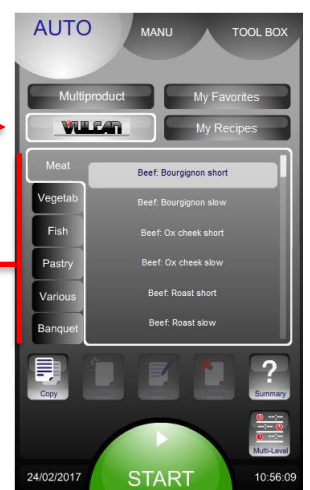 AUTO MANU TOOL BOX
Multiproduct My Favorites
VULCAN My Recipes
Meat Beef: Bourgignon short
Vegetab Beef: Bourgignon slow
Fish Beef: Ox cheek short
Pastry Beef: Ox cheek slow
Various Beef: Roast short
Banquet Beef: Roast slow
Copy Summary
Multi-Level
24/02/2017 START 10:56:09